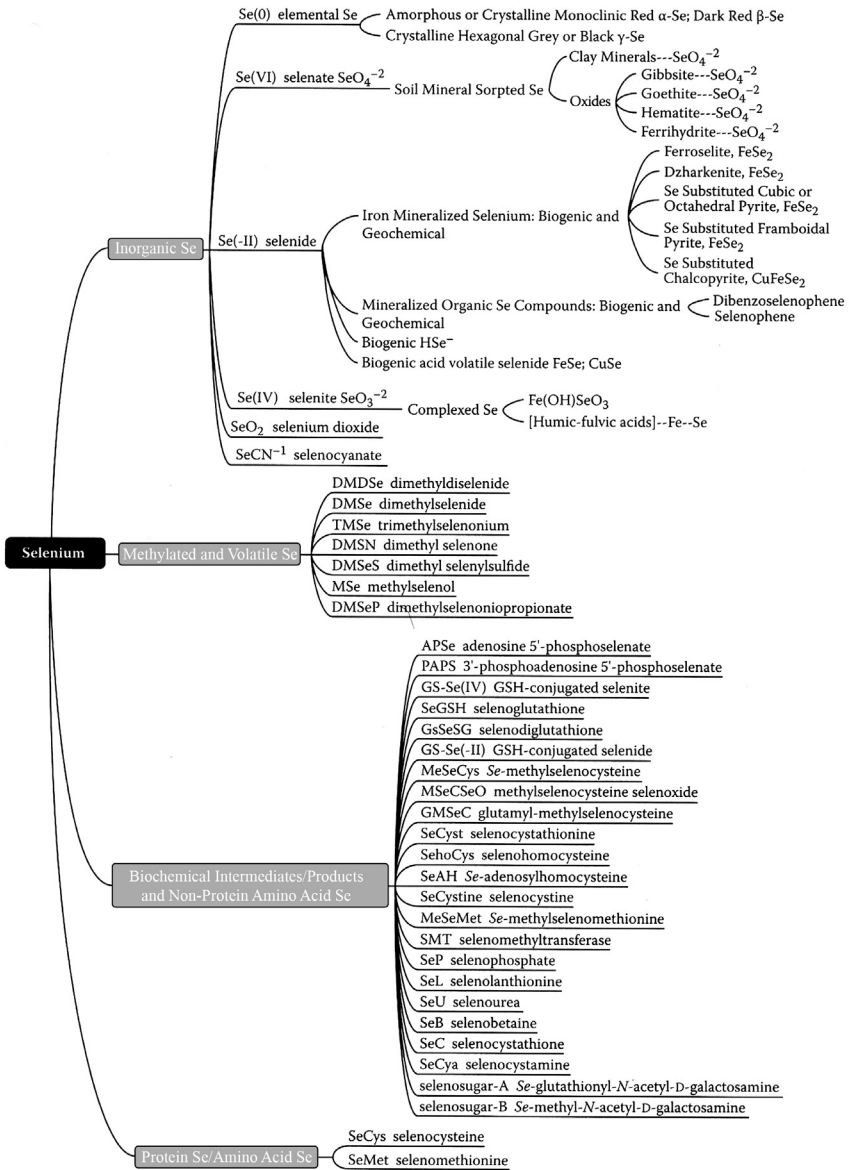 Se(0) elemental Se
Amorphous or Crystalline Monoclinic Red α-Se; Dark Red β-Se
Crystalline Hexagonal Grey or Black γ-Se
Se(VI) selenate SeO₄⁻²
Soil Mineral Sorpted Se
Clay Minerals---SeO₄⁻²
Oxides
Gibbsite---SeO₄⁻²
Goethite---SeO₄⁻²
Hematite---SeO₄⁻²
Ferrihydrite---SeO₄⁻²
Inorganic Se
Se(-II) selenide
Iron Mineralized Selenium: Biogenic and
Geochemical
Ferroselite, FeSe₂
Dzharkenite, FeSe₂
Se Substituted Cubic or
Octahedral Pyrite, FeSe₂
Se Substituted Framboidal
Pyrite, FeSe₂
Se Substituted
Chalcopyrite, CuFeSe₂
Mineralized Organic Se Compounds: Biogenic and
Geochemical
Dibenzoselenophene
Selenophene
Biogenic HSe⁻
Biogenic acid volatile selenide FeSe; CuSe
Se(IV) selenite SeO₃⁻²
Complexed Se
Fe(OH)SeO₃
[Humic-fulvic acids]--Fe--Se
SeO₂ selenium dioxide
SeCN⁻¹ selenocyanate
Selenium
Methylated and Volatile Se
DMDSe dimethyldiselenide
DMSe dimethylselenide
TMSe trimethylselenonium
DMSN dimethyl selenone
DMSeS dimethyl selenylsulfide
MSe methylselenol
DMSeP dimethylselenoniopropionate
Biochemical Intermediates/Products
and Non-Protein Amino Acid Se
APSe adenosine 5'-phosphoselenate
PAPS 3'-phosphoadenosine 5'-phosphoselenate
GS-Se(IV) GSH-conjugated selenite
SeGSH selenoglutathione
GsSeSG selenodiglutathione
GS-Se(-II) GSH-conjugated selenide
MeSeCys Se-methylselenocysteine
MSeCSeO methylselenocysteine selenoxide
GMSeC glutamyl-methylselenocysteine
SeCyst selenocystathionine
SehoCys selenohomocysteine
SeAH Se-adenosylhomocysteine
SeCystine selenocystine
MeSeMet Se-methylselenomethionine
SMT selenomethyltransferase
SeP selenophosphate
SeL selenolanthionine
SeU selenourea
SeB selenobetaine
SeC selenocystathione
SeCya selenocystamine
selenosugar-A Se-glutathionyl-N-acetyl-D-galactosamine
selenosugar-B Se-methyl-N-acetyl-D-galactosamine
Protein Se/Amino Acid Se
SeCys selenocysteine
SeMet selenomethionine